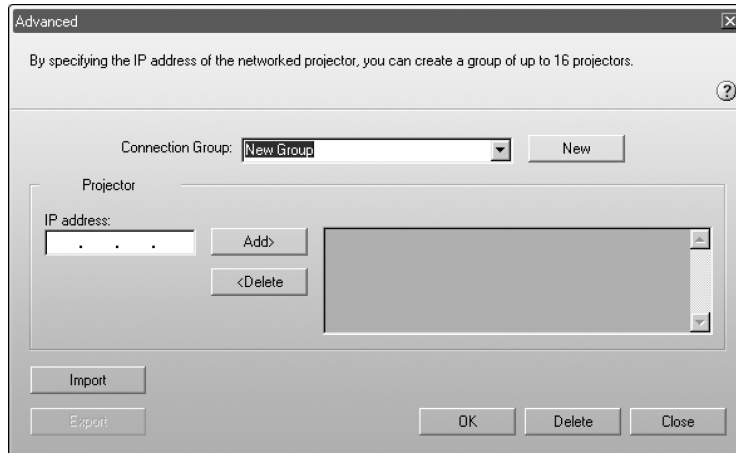 Advanced
By specifying the IP address of the networked projector, you can create a group of up to 16 projectors.
Connection Group: New Group New
Projector
IP address:
. . . Add>
<Delete
Import
Export OK Delete Close